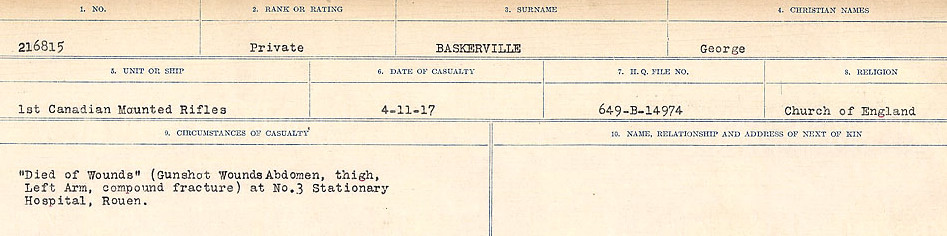 1. NO. 2. RANK OR RATING 3. SURNAME 4. CHRISTIAN NAMES
216815 Private BASKERVILLE George
5. UNIT OR SHIP 6. DATE OF CASUALTY 7. H.Q. FILE NO. 8. RELIGION
1st Canadian Mounted Rifles 4-11-17 649-B-14974 Church of England
9. CIRCUMSTANCES OF CASUALTY 10. NAME, RELATIONSHIP AND ADDRESS OF NEXT OF KIN
"Died of Wounds" (Gunshot Wounds Abdomen, thigh,
Left Arm, compound fracture) at No.3 Stationary
Hospital, Rouen.